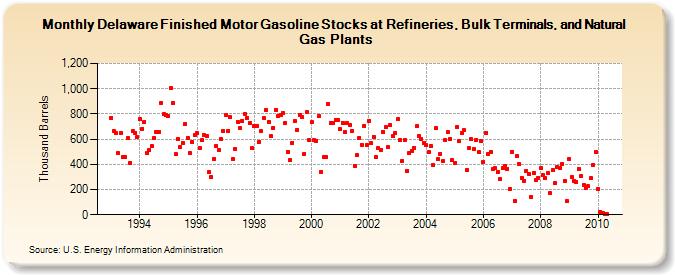 Monthly Delaware Finished Motor Gasoline Stocks at Refineries, Bulk Terminals, and Natural
Gas Plants
Thousand Barrels
1,200
1,000
800
600
400
200
0
1994 1996 1998 2000 2002 2004 2006 2008 2010
Source: U.S. Energy Information Administration